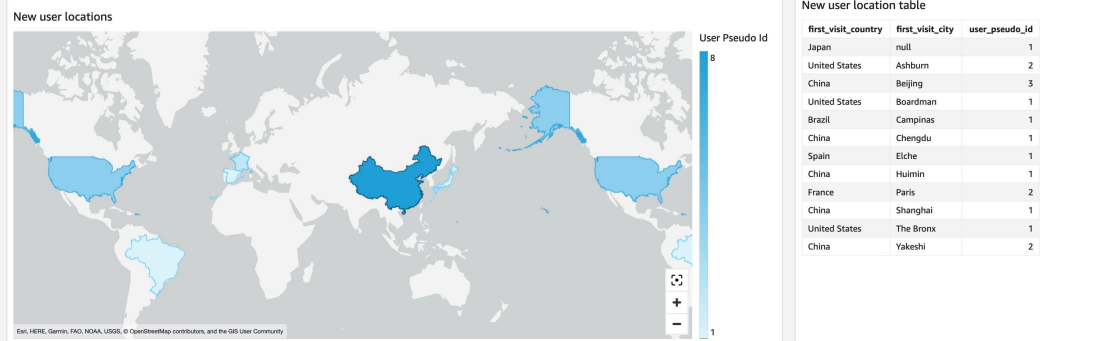 New user locations
User Pseudo Id
8
1
Esri, HERE, Garmin, FAO, NOAA, USGS, © OpenStreetMap contributors, and the GIS User Community
New user location table
first_visit_country first_visit_city user_pseudo_id
Japan null 1
United States Ashburn 2
China Beijing 3
United States Boardman 1
Brazil Campinas 1
China Chengdu 1
Spain Elche 1
China Huimin 1
France Paris 2
China Shanghai 1
United States The Bronx 1
China Yakeshi 2